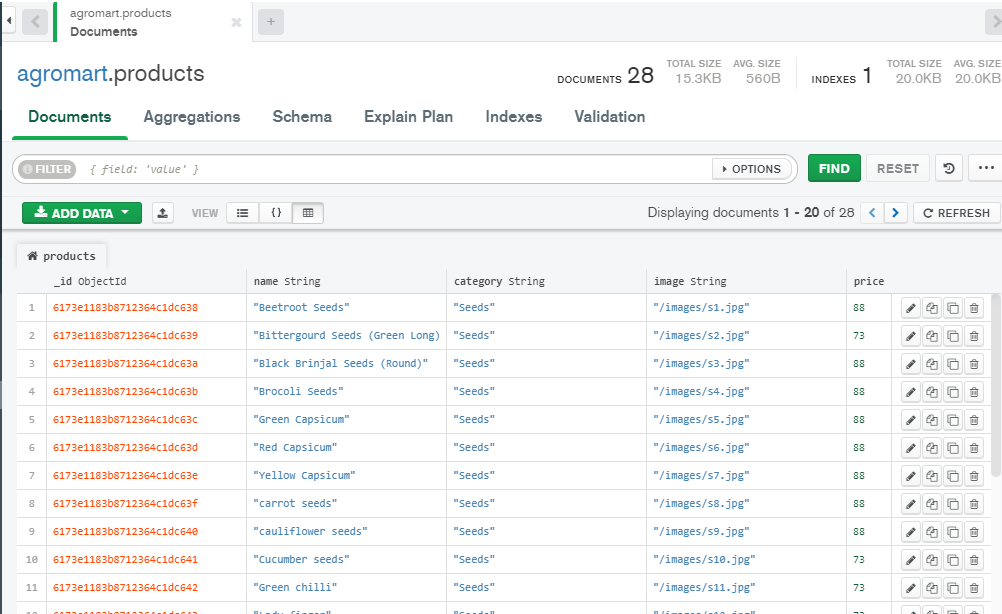 agromart.products
Documents
agromart.products
DOCUMENTS 28 TOTAL SIZE 15.3KB AVG. SIZE 560B INDEXES 1 TOTAL SIZE 20.0KB AVG. SIZE 20.0KB
Documents Aggregations Schema Explain Plan Indexes Validation
FILTER { field: 'value' } OPTIONS FIND RESET ...
ADD DATA VIEW {} Displaying documents 1 - 20 of 28 < > REFRESH
products
_id ObjectId name String category String image String price
1 6173e1183b8712364c1dc638 "Beetroot Seeds" "Seeds" "/images/s1.jpg" 88
2 6173e1183b8712364c1dc639 "Bittergourd Seeds (Green Long) "Seeds" "/images/s2.jpg" 73
3 6173e1183b8712364c1dc63a "Black Brinjal Seeds (Round)" "Seeds" "/images/s3.jpg" 88
4 6173e1183b8712364c1dc63b "Brocoli Seeds" "Seeds" "/images/s4.jpg" 88
5 6173e1183b8712364c1dc63c "Green Capsicum" "Seeds" "/images/s5.jpg" 88
6 6173e1183b8712364c1dc63d "Red Capsicum" "Seeds" "/images/s6.jpg" 88
7 6173e1183b8712364c1dc63e "Yellow Capsicum" "Seeds" "/images/s7.jpg" 88
8 6173e1183b8712364c1dc63f "carrot seeds" "Seeds" "/images/s8.jpg" 88
9 6173e1183b8712364c1dc640 "cauliflower seeds" "Seeds" "/images/s9.jpg" 88
10 6173e1183b8712364c1dc641 "Cucumber seeds" "Seeds" "/images/s10.jpg" 73
11 6173e1183b8712364c1dc642 "Green chilli" "Seeds" "/images/s11.jpg" 88